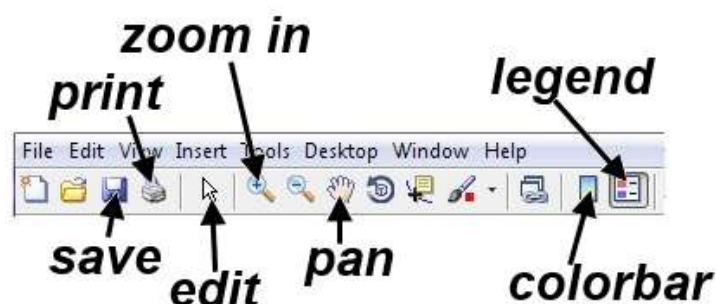 zoom in
print
legend
File Edit View Insert Tools Desktop Window Help
save
edit
pan
colorbar